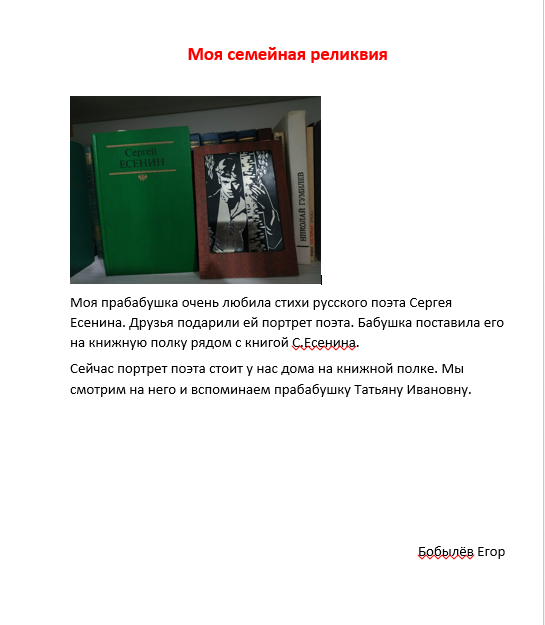 Моя семейная реликвия
Сергей
ЕСЕНИН
НИКОЛАЙ ГУМИЛЕВ
Моя прабабушка очень любила стихи русского поэта Сергея
Есенина. Друзья подарили ей портрет поэта. Бабушка поставила его
на книжную полку рядом с книгой С.Есенина.
Сейчас портрет поэта стоит у нас дома на книжной полке. Мы
смотрим на него и вспоминаем прабабушку Татьяну Ивановну.
Бобылёв Егор